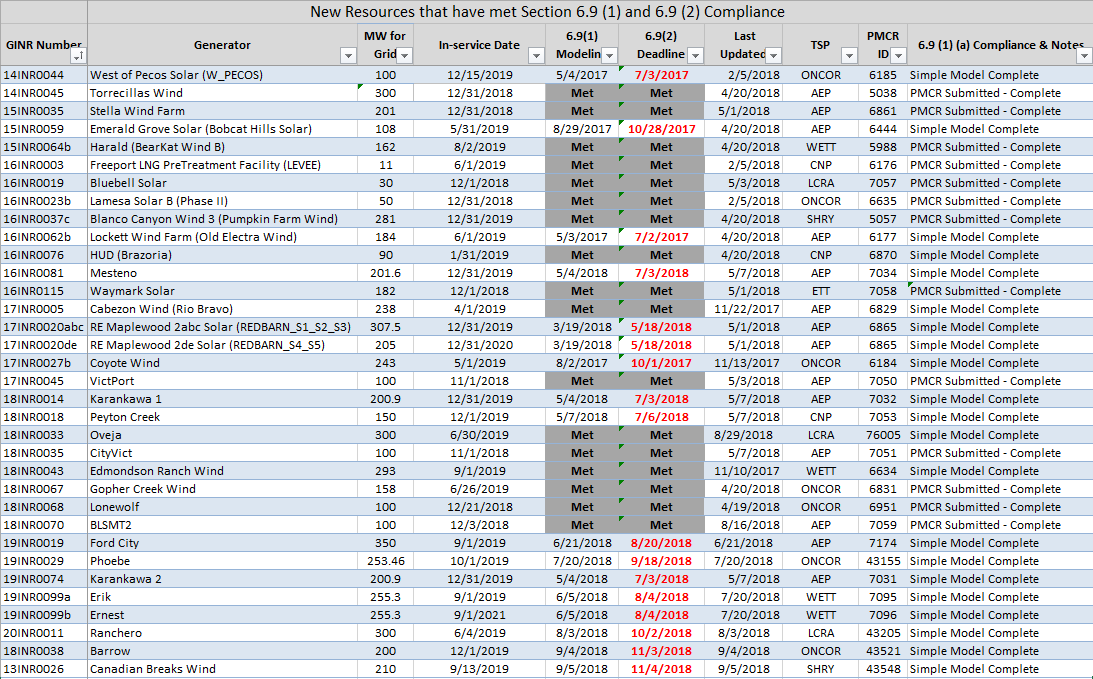 New Resources that have met Section 6.9 (1) and 6.9 (2) Compliance
GINR Number Generator MW for Grid In-service Date 6.9(1) Modelin 6.9(2) Deadline Last Updated TSP PMCR ID 6.9 (1) (a) Compliance & Notes
14INR0044 West of Pecos Solar (W_PECOS) 100 12/15/2019 5/4/2017 7/3/2017 2/5/2018 ONCOR 6185 Simple Model Complete
14INR0045 Torrecillas Wind 300 12/31/2018 Met Met 4/20/2018 AEP 5038 PMCR Submitted - Complete
15INR0035 Stella Wind Farm 201 12/31/2018 Met Met 5/1/2018 AEP 6861 PMCR Submitted - Complete
15INR0059 Emerald Grove Solar (Bobcat Hills Solar) 108 5/31/2019 8/29/2017 10/28/2017 4/20/2018 AEP 6444 Simple Model Complete
15INR0064b Harald (BearKat Wind B) 162 8/2/2019 Met Met 4/20/2018 WETT 5988 PMCR Submitted - Complete
16INR0003 Freeport LNG PreTreatment Facility (LEVEE) 11 6/1/2019 Met Met 2/5/2018 CNP 6176 PMCR Submitted - Complete
16INR0019 Bluebell Solar 30 12/1/2018 Met Met 5/3/2018 LCRA 7057 PMCR Submitted - Complete
16INR0023b Lamesa Solar B (Phase II) 50 12/1/2018 Met Met 2/5/2018 ONCOR 6635 PMCR Submitted - Complete
16INR0037c Blanco Canyon Wind 3 (Pumpkin Farm Wind) 281 12/31/2019 Met Met 4/20/2018 SHRY 5057 PMCR Submitted - Complete
16INR0062b Lockett Wind Farm (Old Electra Wind) 184 6/1/2019 5/3/2017 7/2/2017 4/20/2018 AEP 6177 Simple Model Complete
16INR0076 HUD (Brazoria) 90 1/31/2019 Met Met 4/20/2018 CNP 6870 Simple Model Complete
16INR0081 Mesteno 201.6 12/31/2019 5/4/2018 7/3/2018 5/7/2018 AEP 7034 Simple Model Complete
16INR0115 Waymark Solar 182 12/1/2018 Met Met 5/1/2018 ETT 7058 PMCR Submitted - Complete
17INR0005 Cabezon Wind (Rio Bravo) 238 4/1/2019 Met Met 11/22/2017 AEP 6829 Simple Model Complete
17INR0020abc RE Maplewood 2abc Solar (REDBARN_S1_S2_S3) 307.5 12/31/2019 3/19/2018 5/18/2018 5/1/2018 AEP 6865 Simple Model Complete
17INR0020de RE Maplewood 2de Solar (REDBARN_S4_S5) 205 12/31/2020 3/19/2018 5/18/2018 5/1/2018 AEP 6865 Simple Model Complete
17INR0027b Coyote Wind 243 5/1/2019 8/2/2017 10/1/2017 11/13/2017 ONCOR 6184 Simple Model Complete
17INR0045 VictPort 100 11/1/2018 Met Met 5/3/2018 AEP 7050 PMCR Submitted - Complete
18INR0014 Karankawa 1 200.9 12/31/2019 5/4/2018 7/3/2018 5/7/2018 AEP 7032 Simple Model Complete
18INR0018 Peyton Creek 150 12/1/2019 5/7/2018 7/6/2018 5/7/2018 CNP 7053 Simple Model Complete
18INR0033 Oveja 300 6/30/2019 Met Met 8/29/2018 LCRA 76005 Simple Model Complete
18INR0035 CityVict 100 11/1/2018 Met Met 5/7/2018 AEP 7051 PMCR Submitted - Complete
18INR0043 Edmondson Ranch Wind 293 9/1/2019 Met Met 11/10/2017 WETT 6634 Simple Model Complete
18INR0067 Gopher Creek Wind 158 6/26/2019 Met Met 4/20/2018 ONCOR 6831 PMCR Submitted - Complete
18INR0068 Lonewolf 100 12/21/2018 Met Met 4/19/2018 ONCOR 6951 PMCR Submitted - Complete
18INR0070 BLSMT2 100 12/3/2018 Met Met 8/16/2018 AEP 7059 PMCR Submitted - Complete
19INR0019 Ford City 350 9/1/2019 6/21/2018 8/20/2018 6/21/2018 AEP 7174 Simple Model Complete
19INR0029 Phoebe 253.46 10/1/2019 7/20/2018 9/18/2018 7/20/2018 ONCOR 43155 Simple Model Complete
19INR0074 Karankawa 2 200.9 12/31/2019 5/4/2018 7/3/2018 5/7/2018 AEP 7031 Simple Model Complete
19INR0099a Erik 255.3 9/1/2019 6/5/2018 8/4/2018 7/20/2018 WETT 7095 Simple Model Complete
19INR0099b Ernest 255.3 9/1/2021 6/5/2018 8/4/2018 7/20/2018 WETT 7096 Simple Model Complete
20INR0011 Ranchero 300 6/4/2019 8/3/2018 10/2/2018 8/3/2018 LCRA 43205 Simple Model Complete
18INR0038 Barrow 200 12/1/2019 9/4/2018 11/3/2018 9/4/2018 ONCOR 43521 Simple Model Complete
13INR0026 Canadian Breaks Wind 210 9/13/2019 9/5/2018 11/4/2018 9/5/2018 SHRY 43548 Simple Model Complete